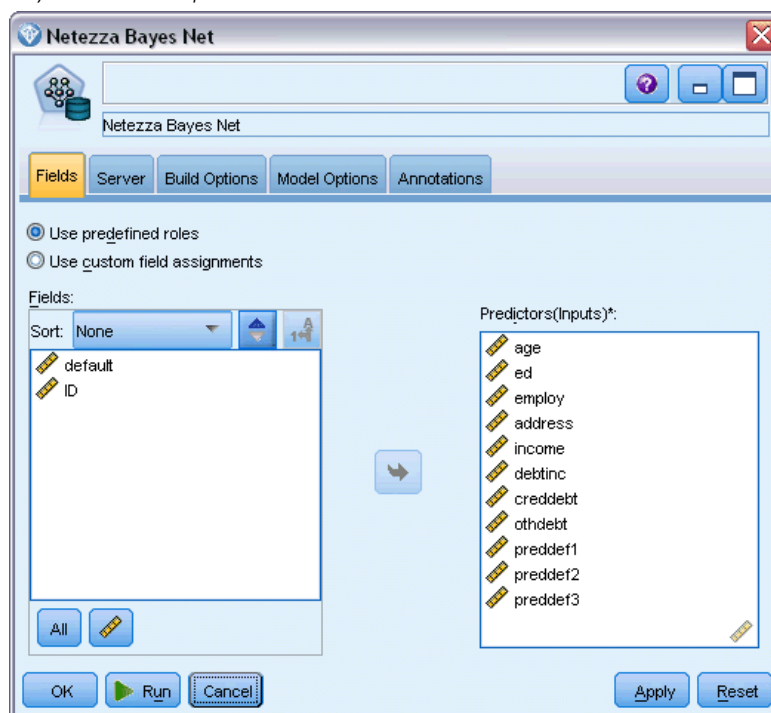 Netezza Bayes Net
Netezza Bayes Net
Fields Server Build Options Model Options Annotations
Use predefined roles
Use custom field assignments
Fields:
Sort: None
default
ID
Predictors(Inputs)*:
age
ed
employ
address
income
debtinc
creddebt
othdebt
preddef1
preddef2
preddef3
All
OK Run Cancel Apply Reset